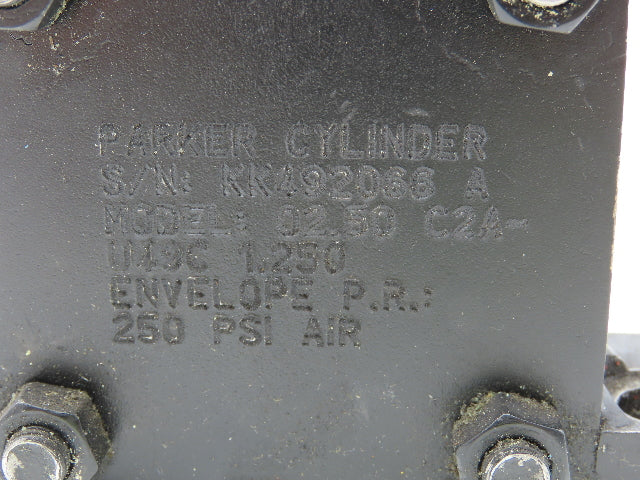 PARKER CYLINDER
S/N: KK492068 A
MODEL: 02.50 C2A-
U49C 1.250
ENVELOPE P.R.:
250 PSI AIR